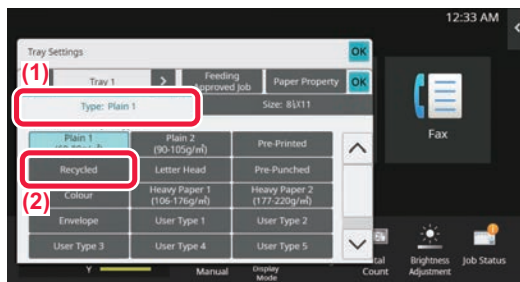 12:33 AM
Tray Settings
OK
(1)
Tray 1
>
Feeding
Approved Job
Paper Property
OK
Type: Plain 1
Size: 8½X11
Plain 1
Plain 2
(90-105g/㎡)
Pre-Printed
Recycled
Letter Head
Pre-Punched
(2)
Colour
Heavy Paper 1
(106-176g/㎡)
Heavy Paper 2
(177-220g/㎡)
Envelope
User Type 1
User Type 2
User Type 3
User Type 4
User Type 5
Fax
Y
Manual
Display
Mode
Count
Brightness
Adjustment
Job Status